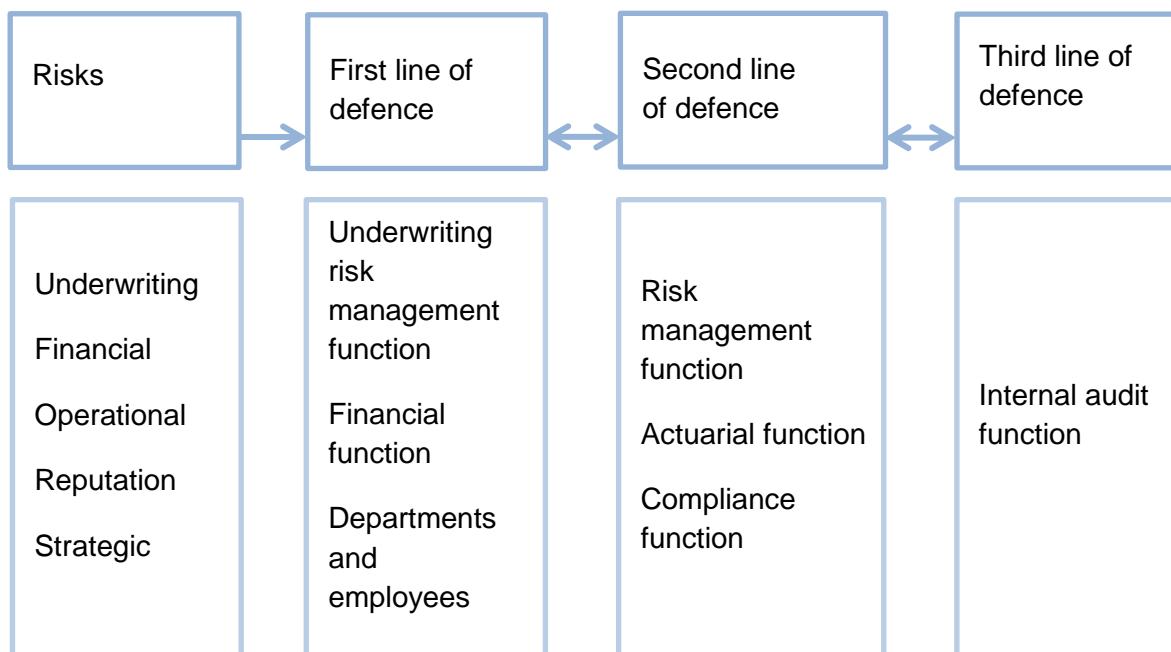 Risks
First line of
defence
Second line
of defence
Third line of
defence
Underwriting
Financial
Operational
Reputation
Strategic
Underwriting
risk
management
function
Financial
function
Departments
and
employees
Risk
management
function
Actuarial function
Compliance
function
Internal audit
function